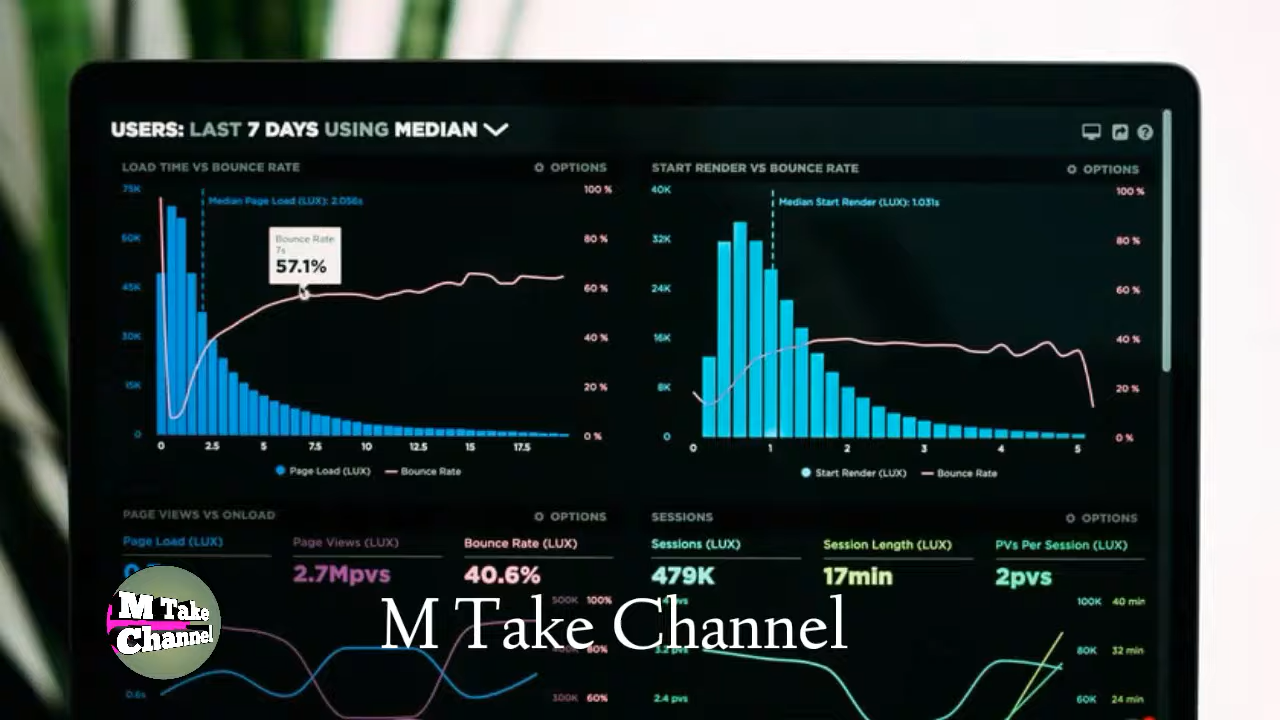 USERS: LAST 7 DAYS USING MEDIAN
LOAD TIME VS BOUNCE RATE
OPTIONS
75K
60K
45K
30K
15K
0
Median Page Load (LUX): 2.056s
Bounce Rate
7s
57.1%
100 %
80 %
60 %
40 %
20 %
0 %
0 2.5 5 7.5 10 12.5 15 17.5
Page Load (LUX) Bounce Rate
START RENDER VS BOUNCE RATE
OPTIONS
40K
32K
24K
16K
8K
0
Median Start Render (LUX): 1.031s
100 %
80 %
60 %
40 %
20 %
0 %
0 1 2 3 4 5
Start Render (LUX) Bounce Rate
PAGE VIEWS VS ONLOAD
OPTIONS
Page Load (LUX) Page Views (LUX) Bounce Rate (LUX)
2.7Mpvs 40.6%
500K 100%
80%
0.6s
300K 60%
SESSIONS
OPTIONS
Sessions (LUX) Session Length (LUX) PVs Per Session (LUX)
479K 17min 2pvs
100K 40 min
80K 32 min
2.4 pvs
60K 24 min
M Take
Channel
M Take Channel